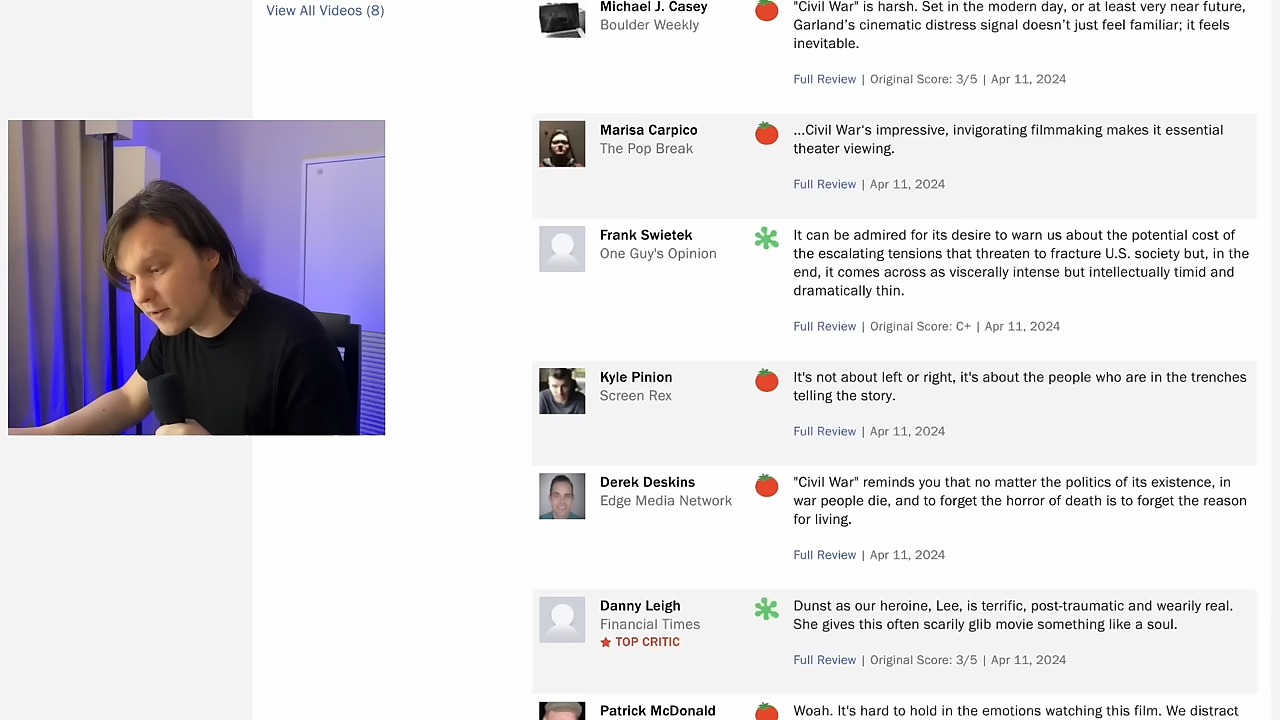 View All Videos (8)
Michael J. Casey
Boulder Weekly
"Civil War" is harsh. Set in the modern day, or at least very near future,
Garland's cinematic distress signal doesn't just feel familiar; it feels
inevitable.
Full Review | Original Score: 3/5 | Apr 11, 2024
Marisa Carpico
The Pop Break
...Civil War's impressive, invigorating filmmaking makes it essential
theater viewing.
Full Review | Apr 11, 2024
Frank Swietek
One Guy's Opinion
It can be admired for its desire to warn us about the potential cost of
the escalating tensions that threaten to fracture U.S. society but, in the
end, it comes across as viscerally intense but intellectually timid and
dramatically thin.
Full Review | Original Score: C+ | Apr 11, 2024
Kyle Pinion
Screen Rex
It's not about left or right, it's about the people who are in the trenches
telling the story.
Full Review | Apr 11, 2024
Derek Deskins
Edge Media Network
"Civil War" reminds you that no matter the politics of its existence, in
war people die, and to forget the horror of death is to forget the reason
for living.
Full Review | Apr 11, 2024
Danny Leigh
Financial Times
TOP CRITIC
Dunst as our heroine, Lee, is terrific, post-traumatic and wearily real.
She gives this often scarily glib movie something like a soul.
Full Review | Original Score: 3/5 | Apr 11, 2024
Patrick McDonald
Woah. It's hard to hold in the emotions watching this film. We distract